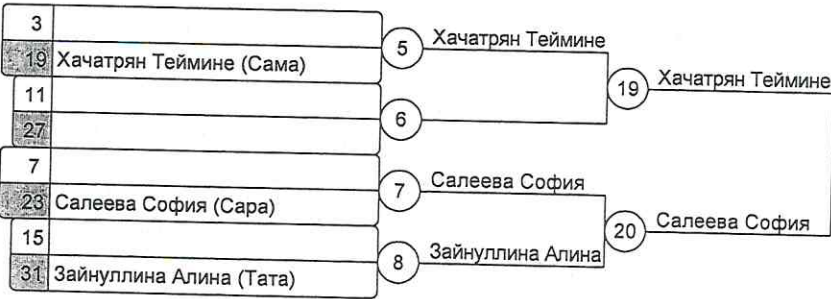 3
19 Хачатрян Теймине (Сама)
5 Хачатрян Теймине
11
27
6
19 Хачатрян Теймине
7
23 Салеева София (Сара)
7 Салеева София
15
31 Зайнуллина Алина (Тата)
8 Зайнуллина Алина
20 Салеева София